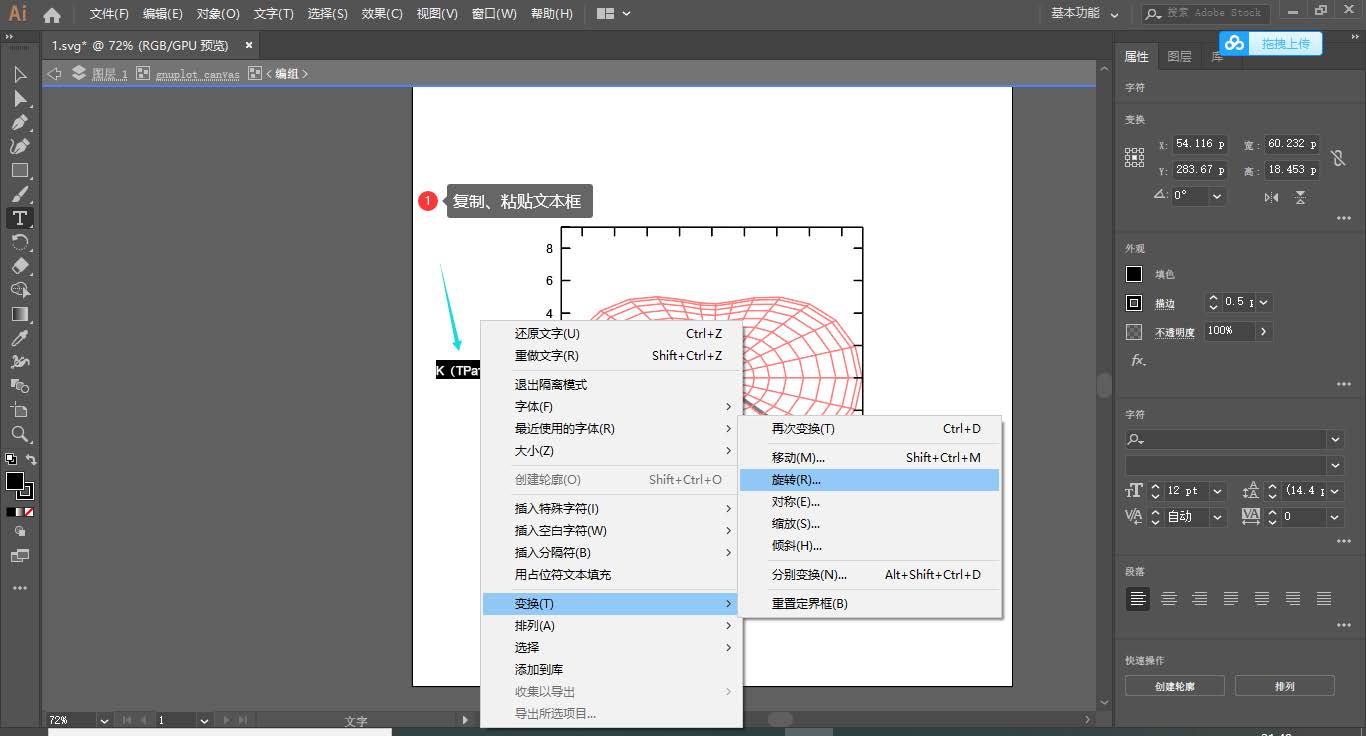 Ai
文件(F) 编辑(E) 对象(O) 文字(T) 选择(S) 效果(C) 视图(V) 窗口(W) 帮助(H)
基本功能
搜索 Adobe Stock
1.svg* @ 72% (RGB/GPU 预览) ×
拖拽上传
图层 1 gnuplot canvas <编组>
属性 图层 库
字符
变换
X: 54.116 p 宽: 60.232 p
Y: 283.67 p 高: 18.453 p
0°
外观
填色
描边 0.5 p
不透明度 100%
fx.
字符
12 pt (14.4 p
自动 0
段落
快速操作
创建轮廓 排列
1 复制、粘贴文本框
8
6
4
还原文字(U) Ctrl+Z
重做文字(R) Shift+Ctrl+Z
退出隔离模式
字体(F)
最近使用的字体(R)
大小(Z)
创建轮廓(O) Shift+Ctrl+O
插入特殊字符(I)
插入空白字符(W)
插入分隔符(B)
用占位符文本填充
变换(T)
排列(A)
选择
添加到库
收集以导出
导出所选项目...
再次变换(T) Ctrl+D
移动(M)... Shift+Ctrl+M
旋转(R)...
对称(E)...
缩放(S)...
倾斜(H)...
分别变换(N)... Alt+Shift+Ctrl+D
重置定界框(B)
72% 1 文字